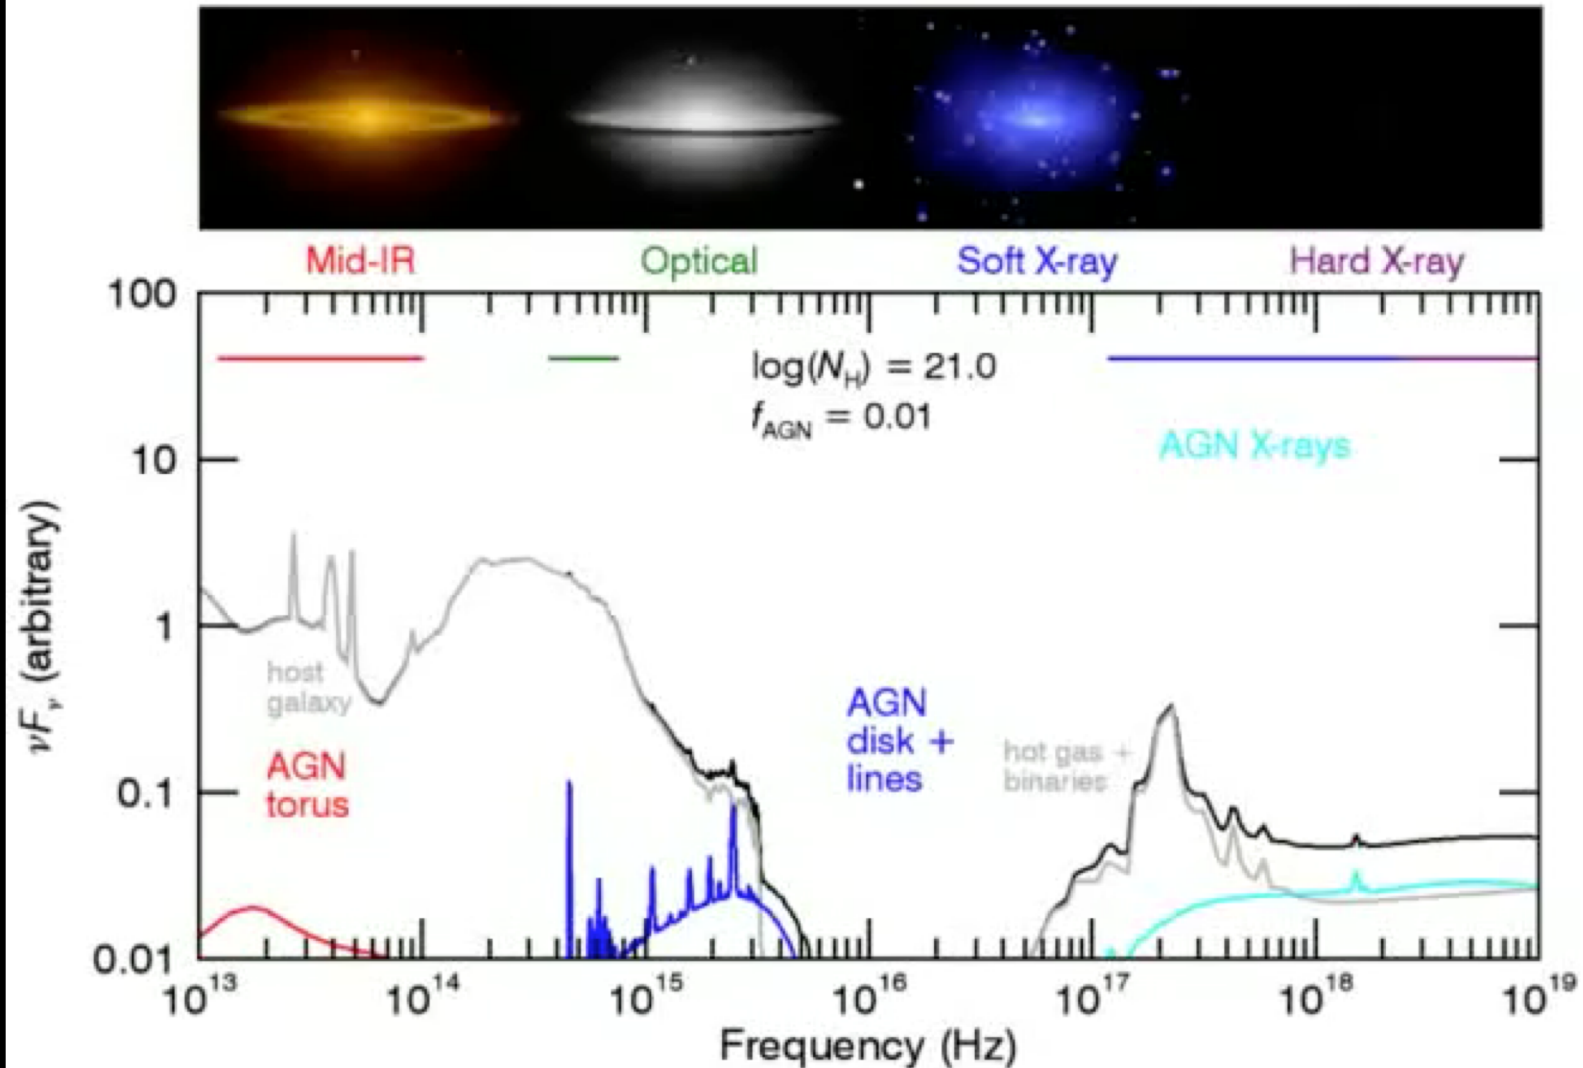 Mid-IR Optical Soft X-ray Hard X-ray
100
10
1
0.1
0.01
log(N_H) = 21.0
f_AGN = 0.01
AGN X-rays
host
galaxy
AGN
torus
AGN
disk +
lines
hot gas +
binaries
νF_ν (arbitrary)
10^13 10^14 10^15 10^16 10^17 10^18 10^19
Frequency (Hz)